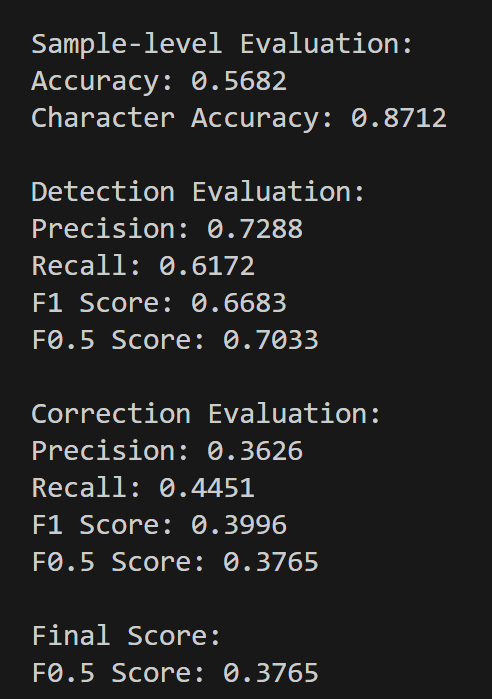 Sample-level Evaluation:
Accuracy: 0.5682
Character Accuracy: 0.8712
Detection Evaluation:
Precision: 0.7288
Recall: 0.6172
F1 Score: 0.6683
F0.5 Score: 0.7033
Correction Evaluation:
Precision: 0.3626
Recall: 0.4451
F1 Score: 0.3996
F0.5 Score: 0.3765
Final Score:
F0.5 Score: 0.3765